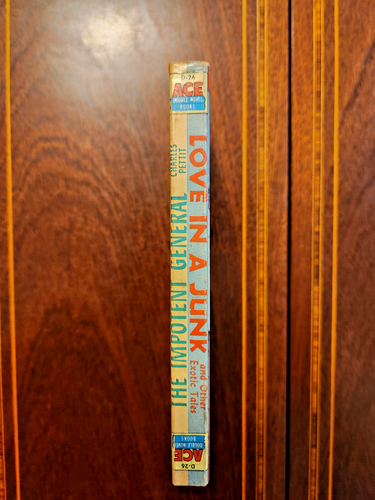 D-26
ACE
DOUBLE NOVEL
BOOKS
LOVE IN A JUNK
and Other
Exotic Tales
CHARLES
PETTIT
THE IMPOTENT GENERAL
D-26
ACE
DOUBLE NOVEL
BOOKS